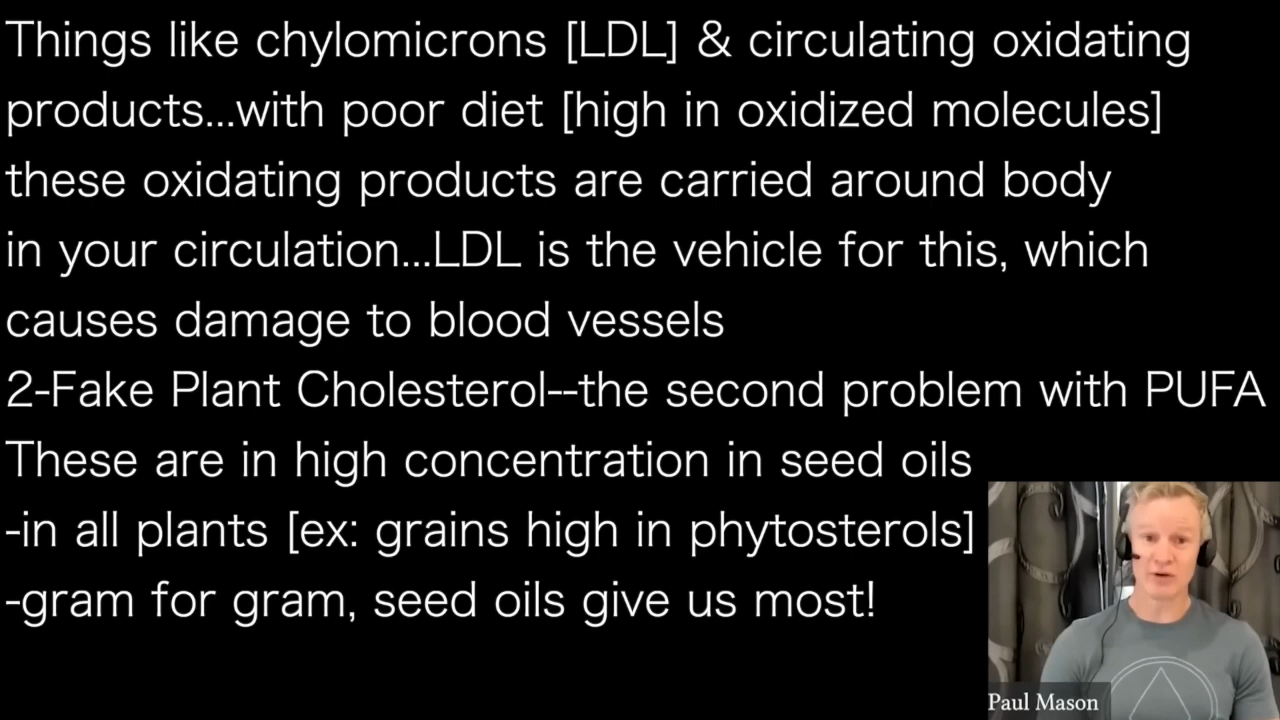 Things like chylomicrons [LDL] & circulating oxidating
products...with poor diet [high in oxidized molecules]
these oxidating products are carried around body
in your circulation...LDL is the vehicle for this, which
causes damage to blood vessels
2-Fake Plant Cholesterol--the second problem with PUFA
These are in high concentration in seed oils
-in all plants [ex: grains high in phytosterols]
-gram for gram, seed oils give us most!
Paul Mason